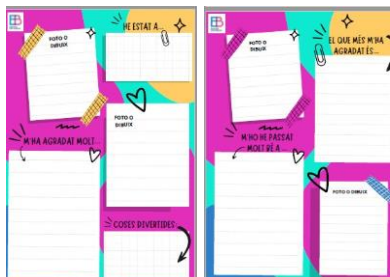 FOTO O
DIBUIX
HE ESTAT A...
M'HA AGRADAT MOLT...
FOTO O
DIBUIX
COSES DIVERTIDES
FOTO O
DIBUIX
EL QUE MÉS M'HA
AGRADAT ÉS...
M'HO HE PASSAT
MOLT BÉ A...
FOTO O DIBUIX